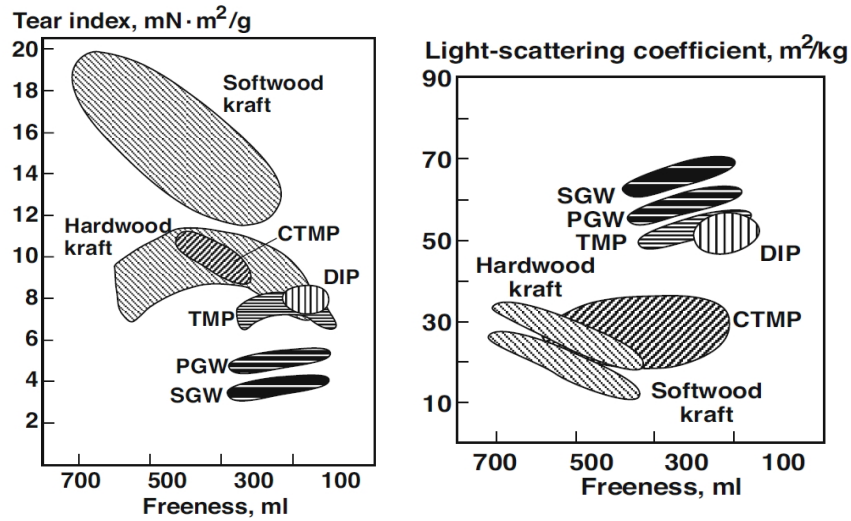 Tear index, mN·m²/g
20
18
16
14
12
10
8
6
4
2
Softwood
kraft
Hardwood
kraft
CTMP
DIP
TMP
PGW
SGW
700 500 300 100
Freeness, ml
Light-scattering coefficient, m²/kg
90
70
50
30
10
SGW
PGW
TMP
DIP
Hardwood
kraft
CTMP
Softwood
kraft
700 500 300 100
Freeness, ml